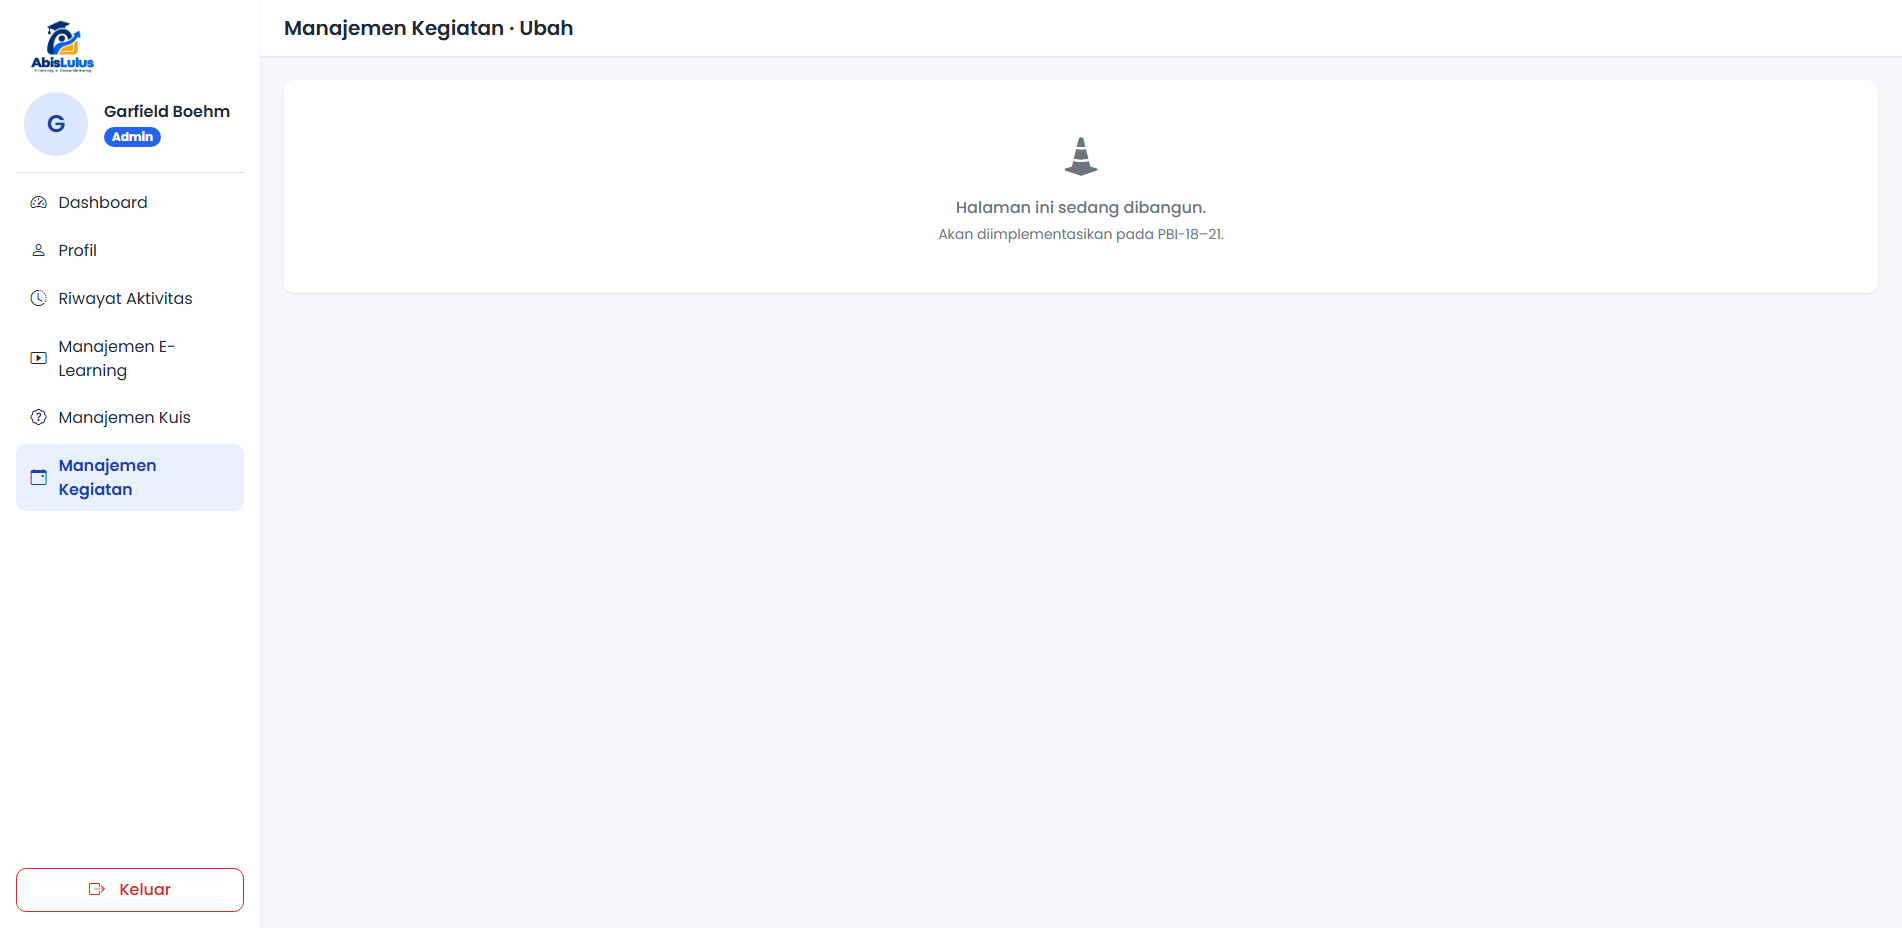 AbisLulus
G
Garfield Boehm
Admin
Dashboard
Profil
Riwayat Aktivitas
Manajemen E-
Learning
Manajemen Kuis
Manajemen
Kegiatan
Keluar
Manajemen Kegiatan · Ubah
Halaman ini sedang dibangun.
Akan diimplementasikan pada PBI-18–21.